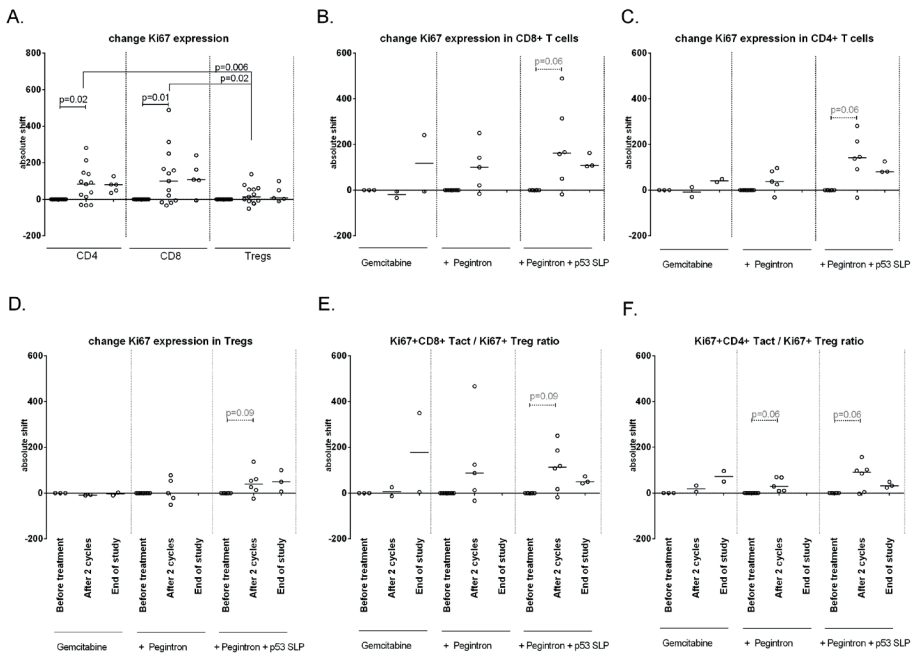 A.
change Ki67 expression
800
600
400
200
0
-200
absolute shift
p=0.006
p=0.02
p=0.02
p=0.01
CD4
CD8
Tregs
B.
change Ki67 expression in CD8+ T cells
600
400
200
0
-200
absolute shift
p=0.06
Gemcitabine
+ Pegintron
+ Pegintron + p53 SLP
C.
change Ki67 expression in CD4+ T cells
600
400
200
0
-200
absolute shift
p=0.06
Gemcitabine
+ Pegintron
+ Pegintron + p53 SLP
D.
change Ki67 expression in Tregs
600
400
200
0
-200
absolute shift
p=0.09
Before treatment
After 2 cycles
End of study
Before treatment
After 2 cycles
End of study
Before treatment
After 2 cycles
End of study
Gemcitabine
+ Pegintron
+ Pegintron + p53 SLP
E.
Ki67+CD8+ Tact / Ki67+ Treg ratio
600
400
200
0
-200
absolute shift
p=0.09
Before treatment
After 2 cycles
End of study
Before treatment
After 2 cycles
End of study
Before treatment
After 2 cycles
End of study
Gemcitabine
+ Pegintron
+ Pegintron + p53 SLP
F.
Ki67+CD4+ Tact / Ki67+ Treg ratio
600
400
200
0
-200
absolute shift
p=0.06
p=0.06
Before treatment
After 2 cycles
End of study
Before treatment
After 2 cycles
End of study
Before treatment
After 2 cycles
End of study
Gemcitabine
+ Pegintron
+ Pegintron + p53 SLP